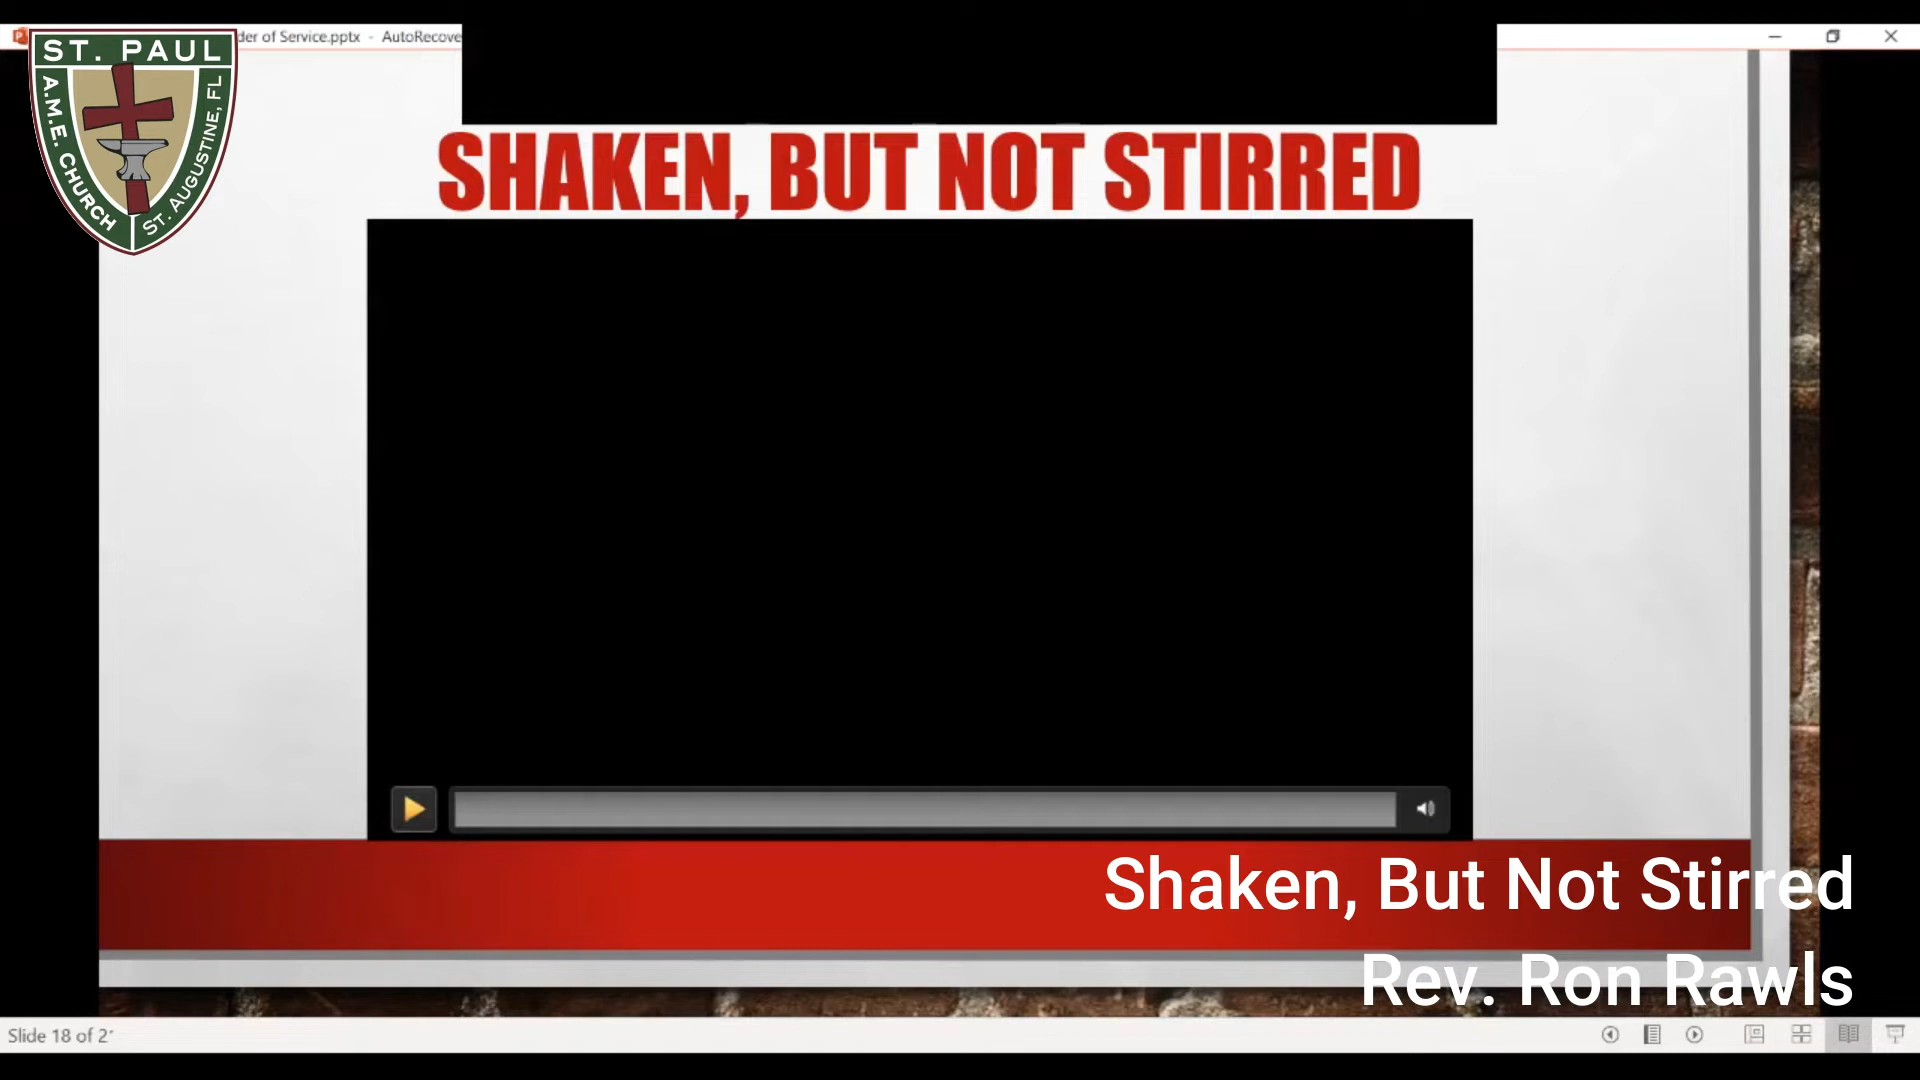 der of Service.pptx - AutoRecove
ST. PAUL
A.M.E. CHURCH
ST. AUGUSTINE, FL
SHAKEN, BUT NOT STIRRED
Shaken, But Not Stirred
Rev. Ron Rawls
Slide 18 of 2